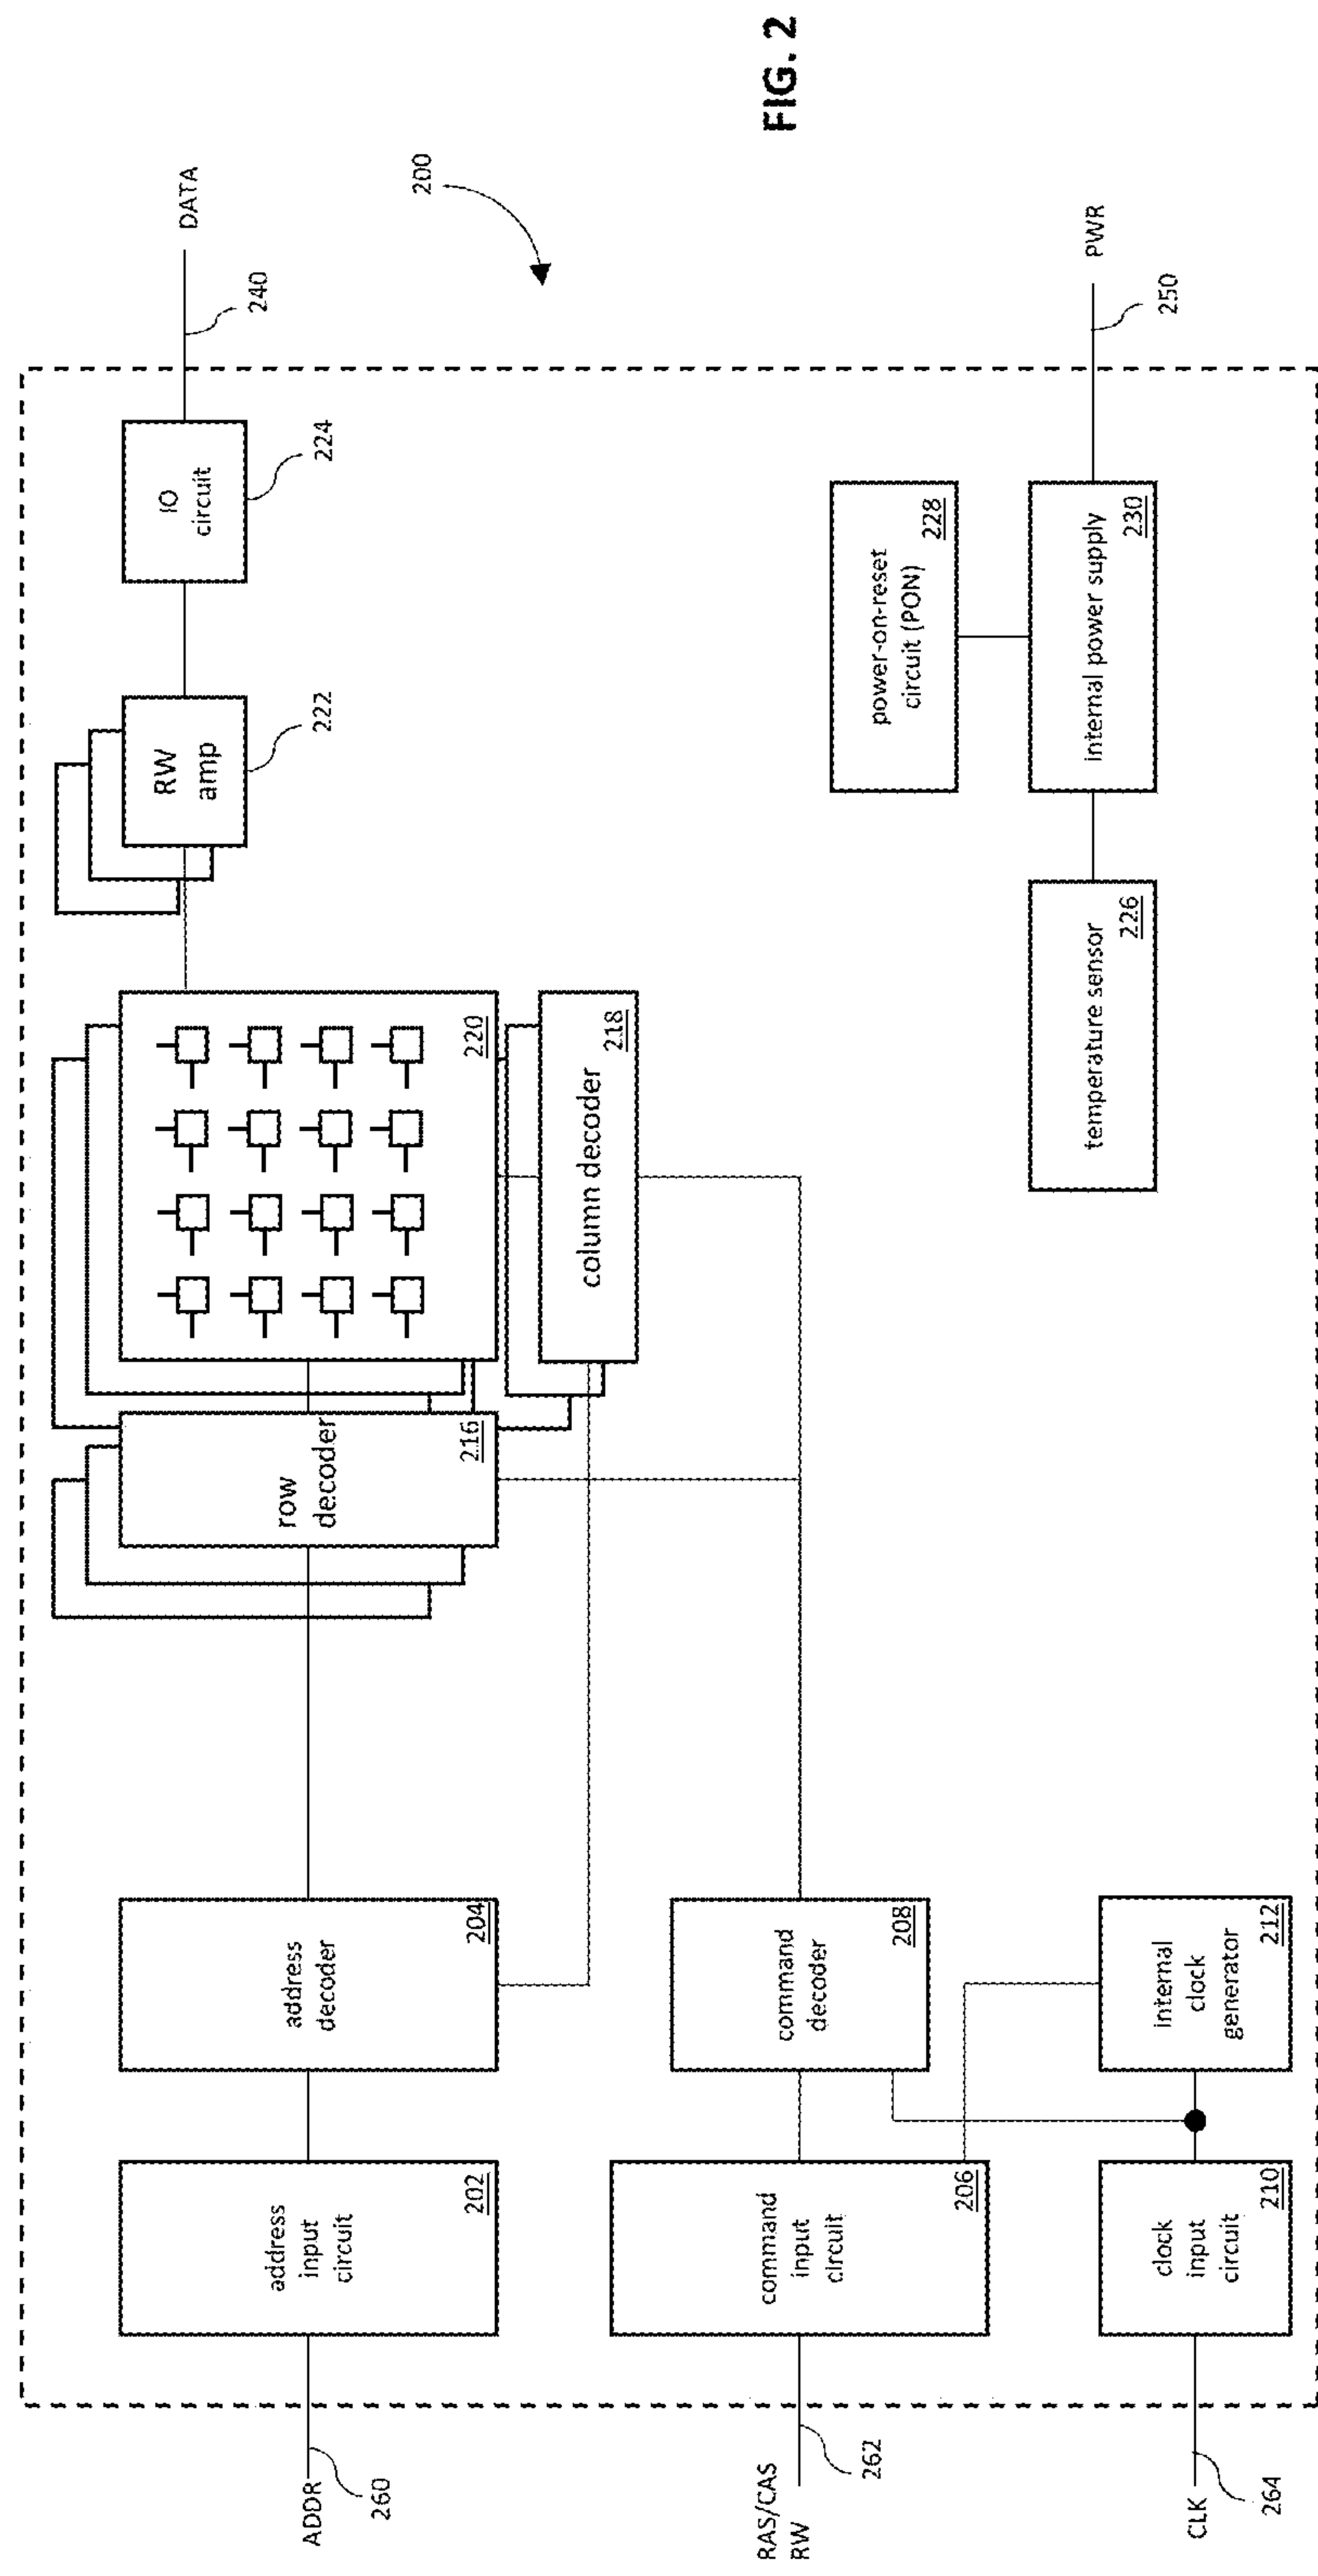 FIG. 2
200
ADDR
260
address
input
circuit
202
address
decoder
204
row
decoder
216
220
column decoder
218
RW
amp
222
IO
circuit
224
DATA
240
RAS/CAS
RW
262
command
input
circuit
206
command
decoder
208
CLK
264
clock
input
circuit
210
internal
clock
generator
212
temperature sensor
226
power-on-reset
circuit (PON)
228
internal power supply
230
PWR
250